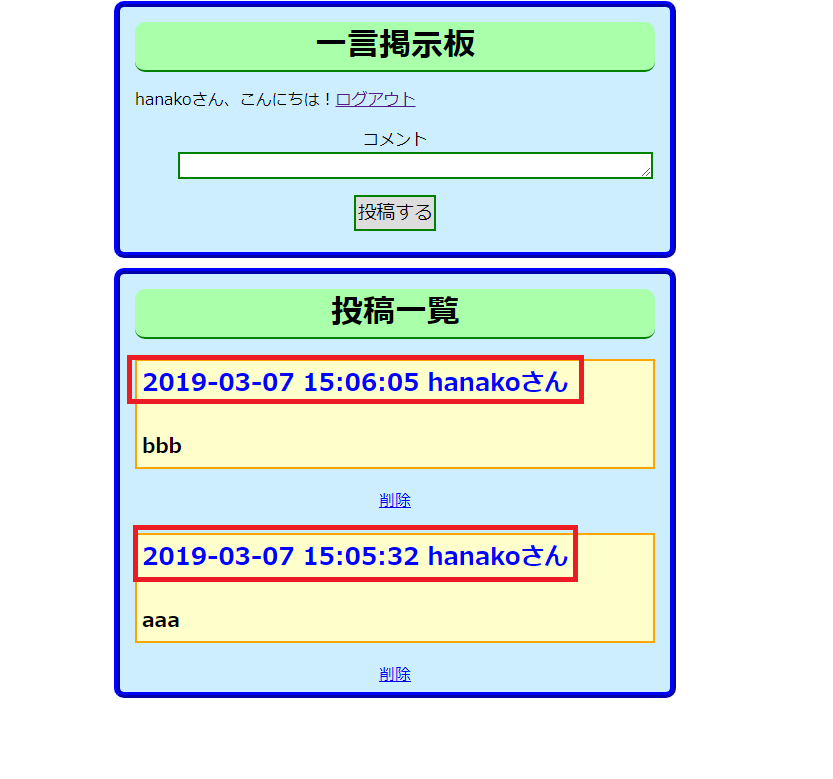 一言掲示板
hanakoさん、こんにちは！ログアウト
コメント
投稿する
投稿一覧
2019-03-07 15:06:05 hanakoさん
bbb
削除
2019-03-07 15:05:32 hanakoさん
aaa
削除